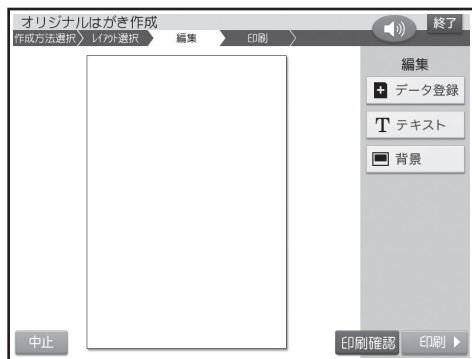 オリジナルはがき作成
終了
作成方法選択 ﾚｲｱｳﾄ選択 編集 印刷
編集
データ登録
T テキスト
背景
中止
印刷確認
印刷